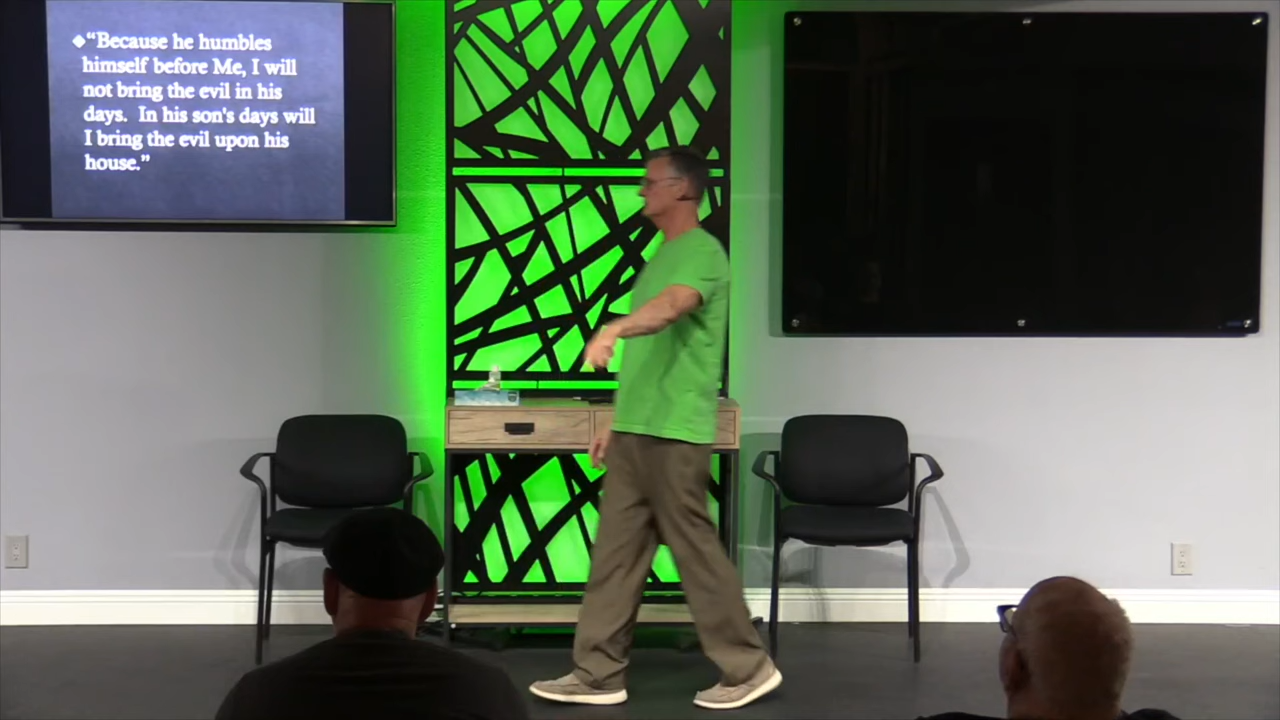 ◆“Because he humbles
himself before Me, I will
not bring the evil in his
days.  In his son's days will
I bring the evil upon his
house.”